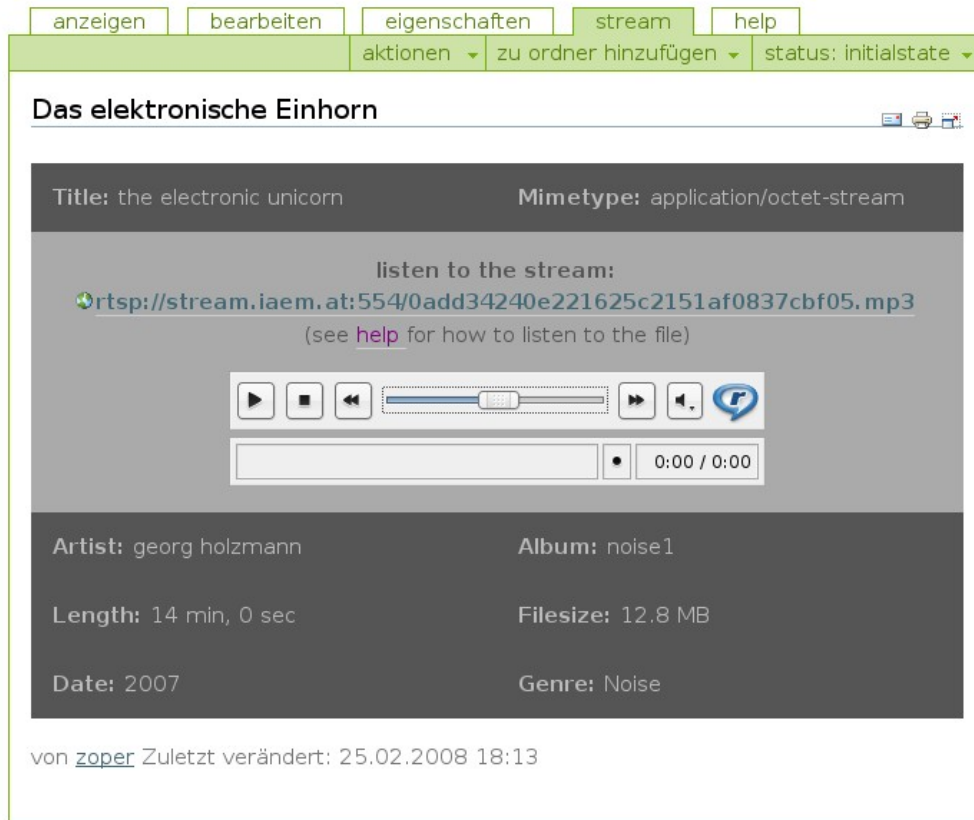 anzeigen bearbeiten eigenschaften stream help
aktionen zu ordner hinzufügen status: initialstate
Das elektronische Einhorn
Title: the electronic unicorn Mimetype: application/octet-stream
listen to the stream:
rtsp://stream.iaem.at:554/0add34240e221625c2151af0837cbf05.mp3
(see help for how to listen to the file)
0:00 / 0:00
Artist: georg holzmann Album: noise1
Length: 14 min, 0 sec Filesize: 12.8 MB
Date: 2007 Genre: Noise
von zoper Zuletzt verändert: 25.02.2008 18:13